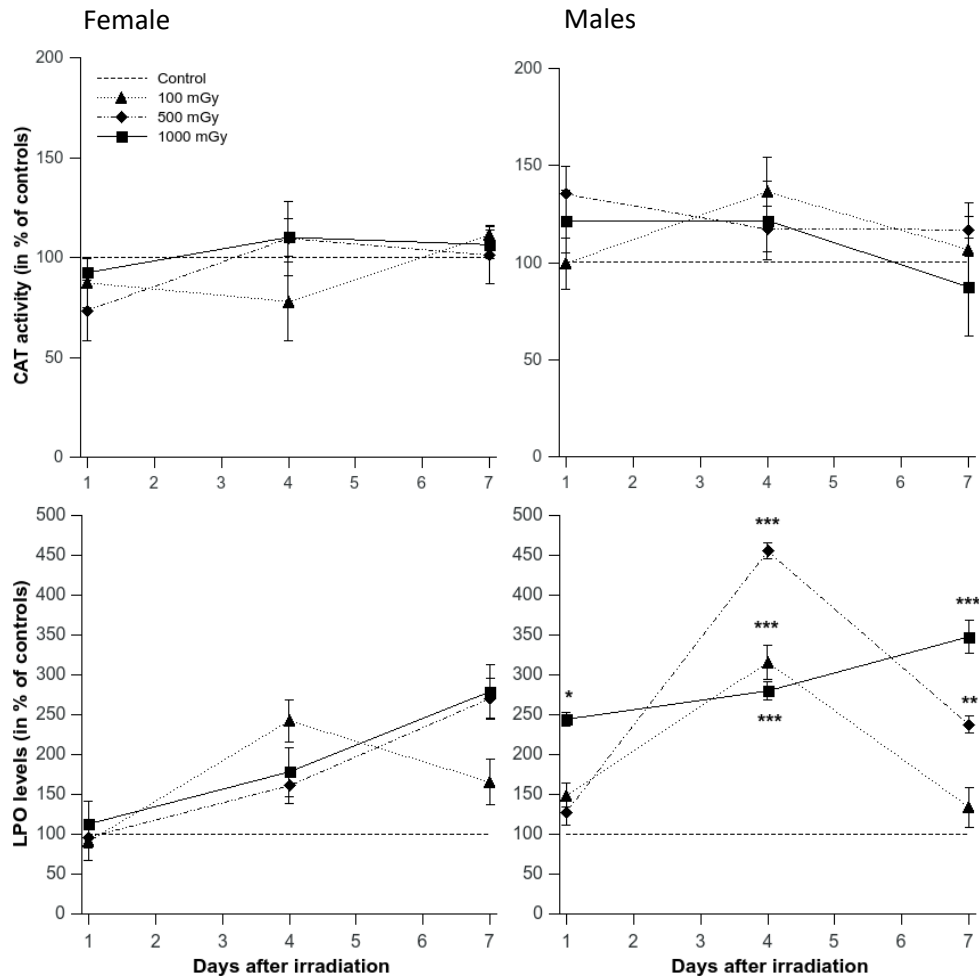 Female
Males
CAT activity (in % of controls)
200
150
100
50
0
Control
100 mGy
500 mGy
1000 mGy
1 2 3 4 5 6 7
200
150
100
50
0
1 2 3 4 5 6 7
LPO levels (in % of controls)
500
450
400
350
300
250
200
150
100
50
0
1 2 3 4 5 6 7
Days after irradiation
500
450
400
350
300
250
200
150
100
50
0
*
***
***
***
***
**
1 2 3 4 5 6 7
Days after irradiation